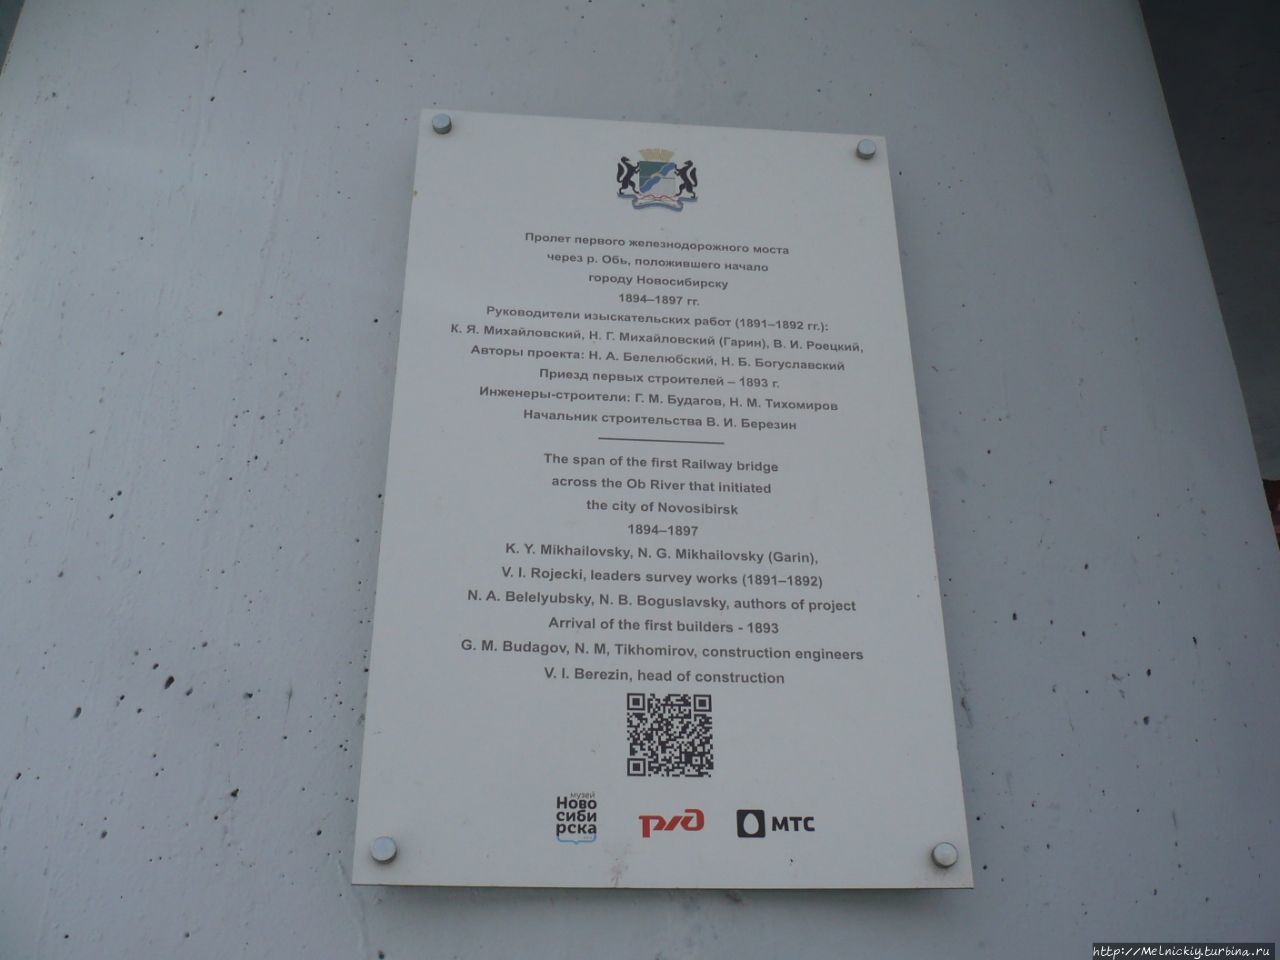 Пролет первого железнодорожного моста
через р. Обь, положившего начало
городу Новосибирску
1894–1897 гг.
Руководители изыскательских работ (1891–1892 гг.):
К. Я. Михайловский, Н. Г. Михайловский (Гарин), В. И. Роецкий,
Авторы проекта: Н. А. Белелюбский, Н. Б. Богуславский
Приезд первых строителей – 1893 г.
Инженеры-строители: Г. М. Будагов, Н. М. Тихомиров
Начальник строительства В. И. Березин
The span of the first Railway bridge
across the Ob River that initiated
the city of Novosibirsk
1894–1897
K. Y. Mikhailovsky, N. G. Mikhailovsky (Garin),
V. I. Rojecki, leaders survey works (1891–1892)
N. A. Belelyubsky, N. B. Boguslavsky, authors of project
Arrival of the first builders - 1893
G. M. Budagov, N. M, Tikhomirov, construction engineers
V. I. Berezin, head of construction
музей
Ново
сиби
рска
ржд
МТС
http://Melnickiy.turbina.ru